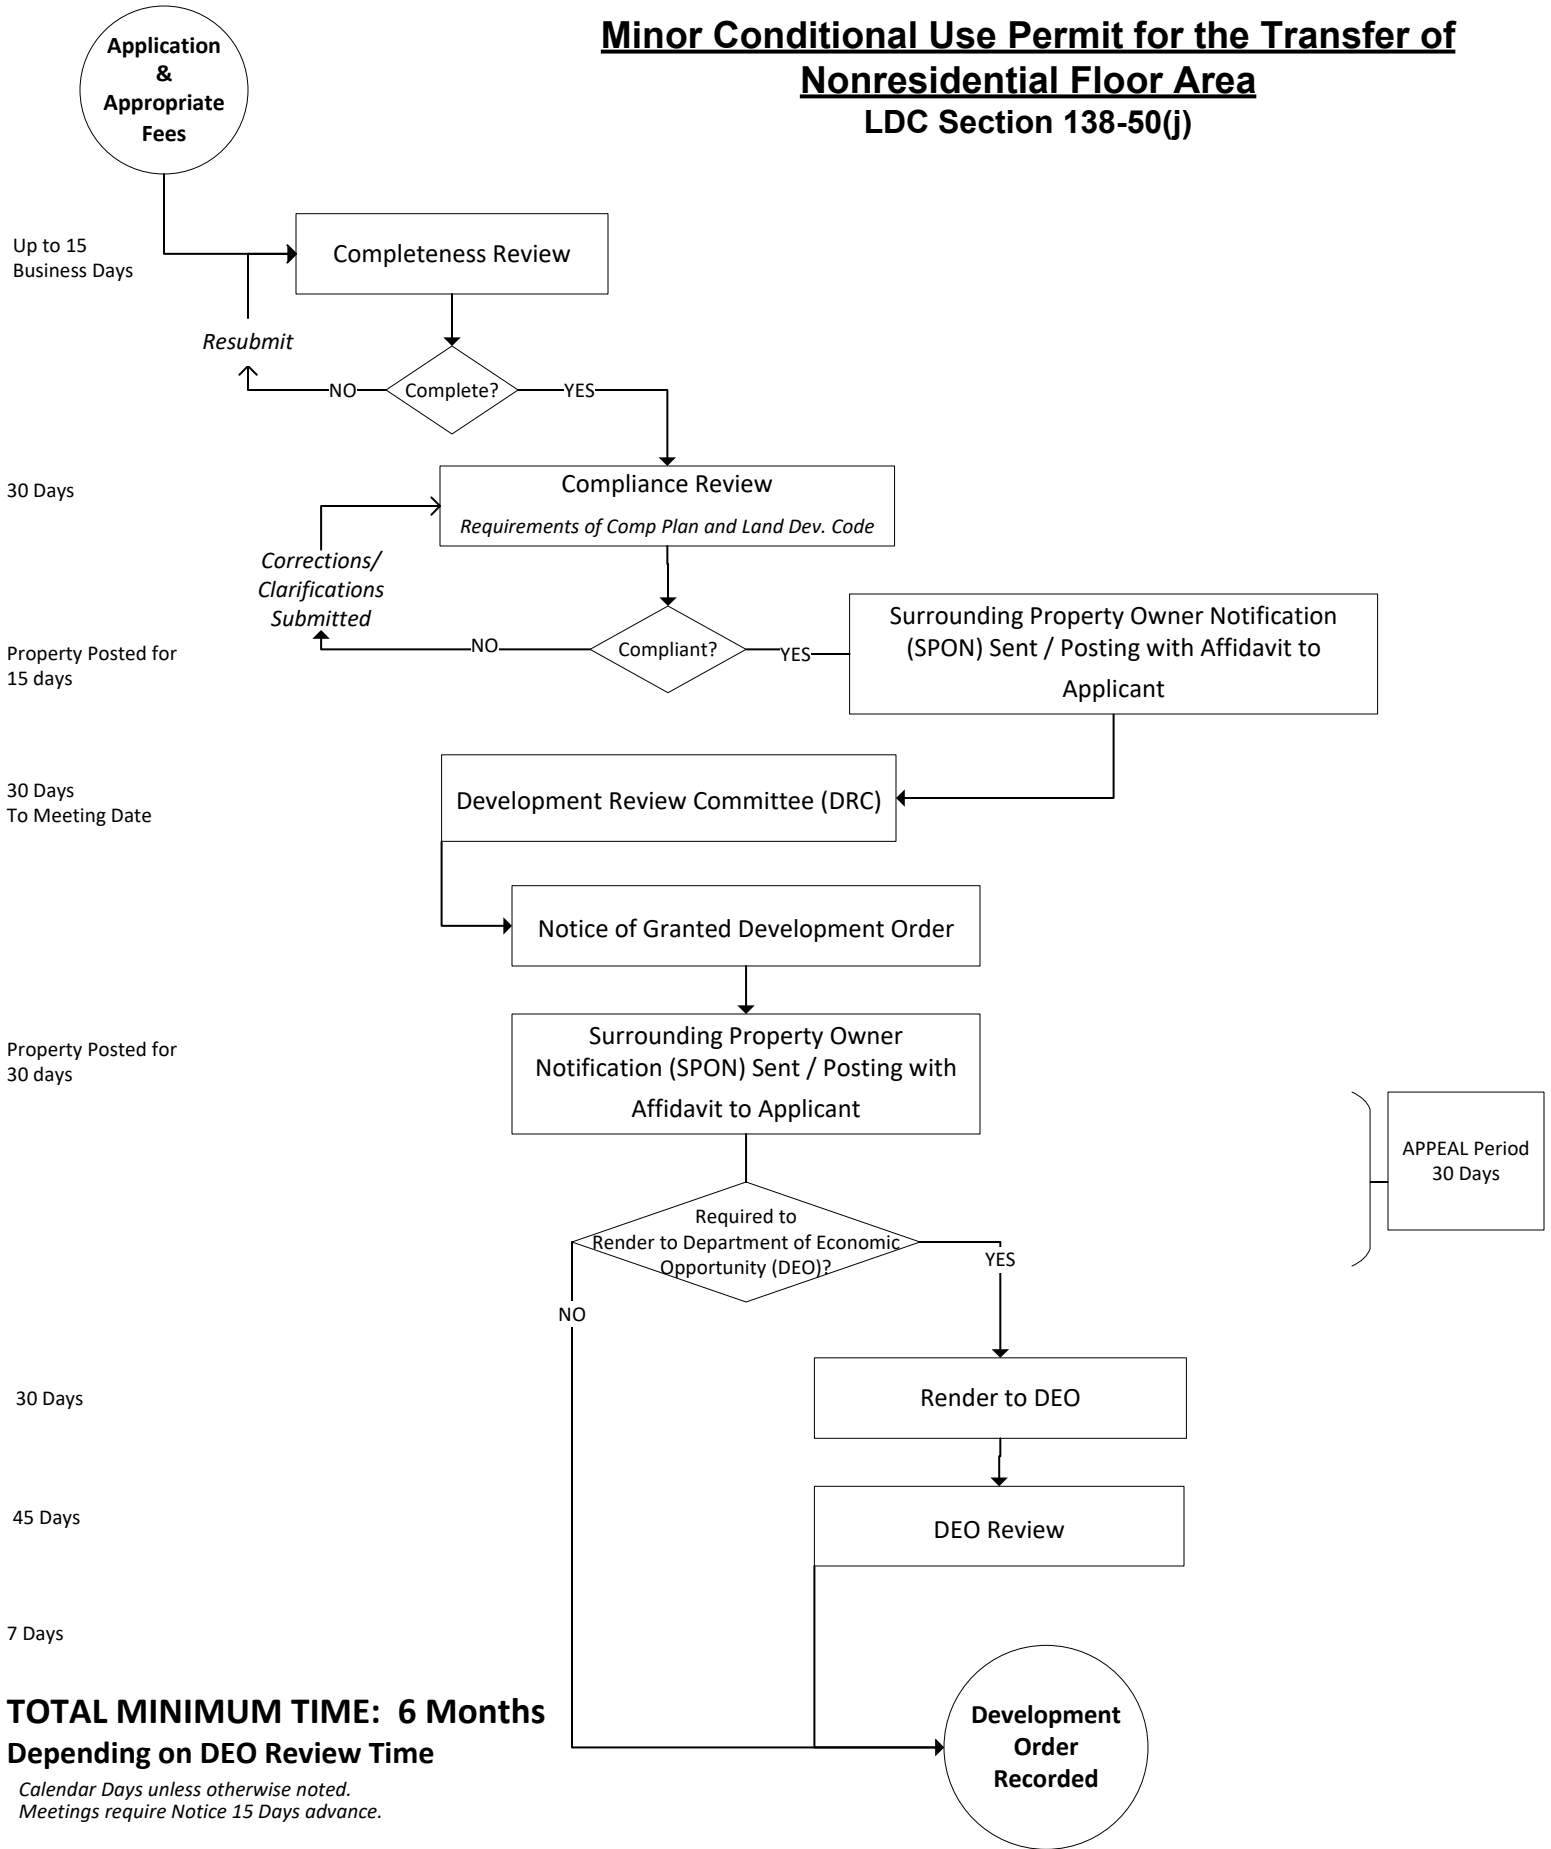 Minor Conditional Use Permit for the Transfer of
Nonresidential Floor Area
LDC Section 138-50(j)
Application
&
Appropriate
Fees
Up to 15
Business Days
Completeness Review
Resubmit
NO
Complete?
YES
30 Days
Compliance Review
Requirements of Comp Plan and Land Dev. Code
Corrections/
Clarifications
Submitted
Property Posted for
15 days
NO
Compliant?
YES
Surrounding Property Owner Notification
(SPON) Sent / Posting with Affidavit to
Applicant
30 Days
To Meeting Date
Development Review Committee (DRC)
Notice of Granted Development Order
Property Posted for
30 days
Surrounding Property Owner
Notification (SPON) Sent / Posting with
Affidavit to Applicant
APPEAL Period
30 Days
Required to
Render to Department of Economic
Opportunity (DEO)?
YES
NO
30 Days
Render to DEO
45 Days
DEO Review
7 Days
TOTAL MINIMUM TIME:  6 Months
Depending on DEO Review Time
Calendar Days unless otherwise noted.
Meetings require Notice 15 Days advance.
Development
Order
Recorded